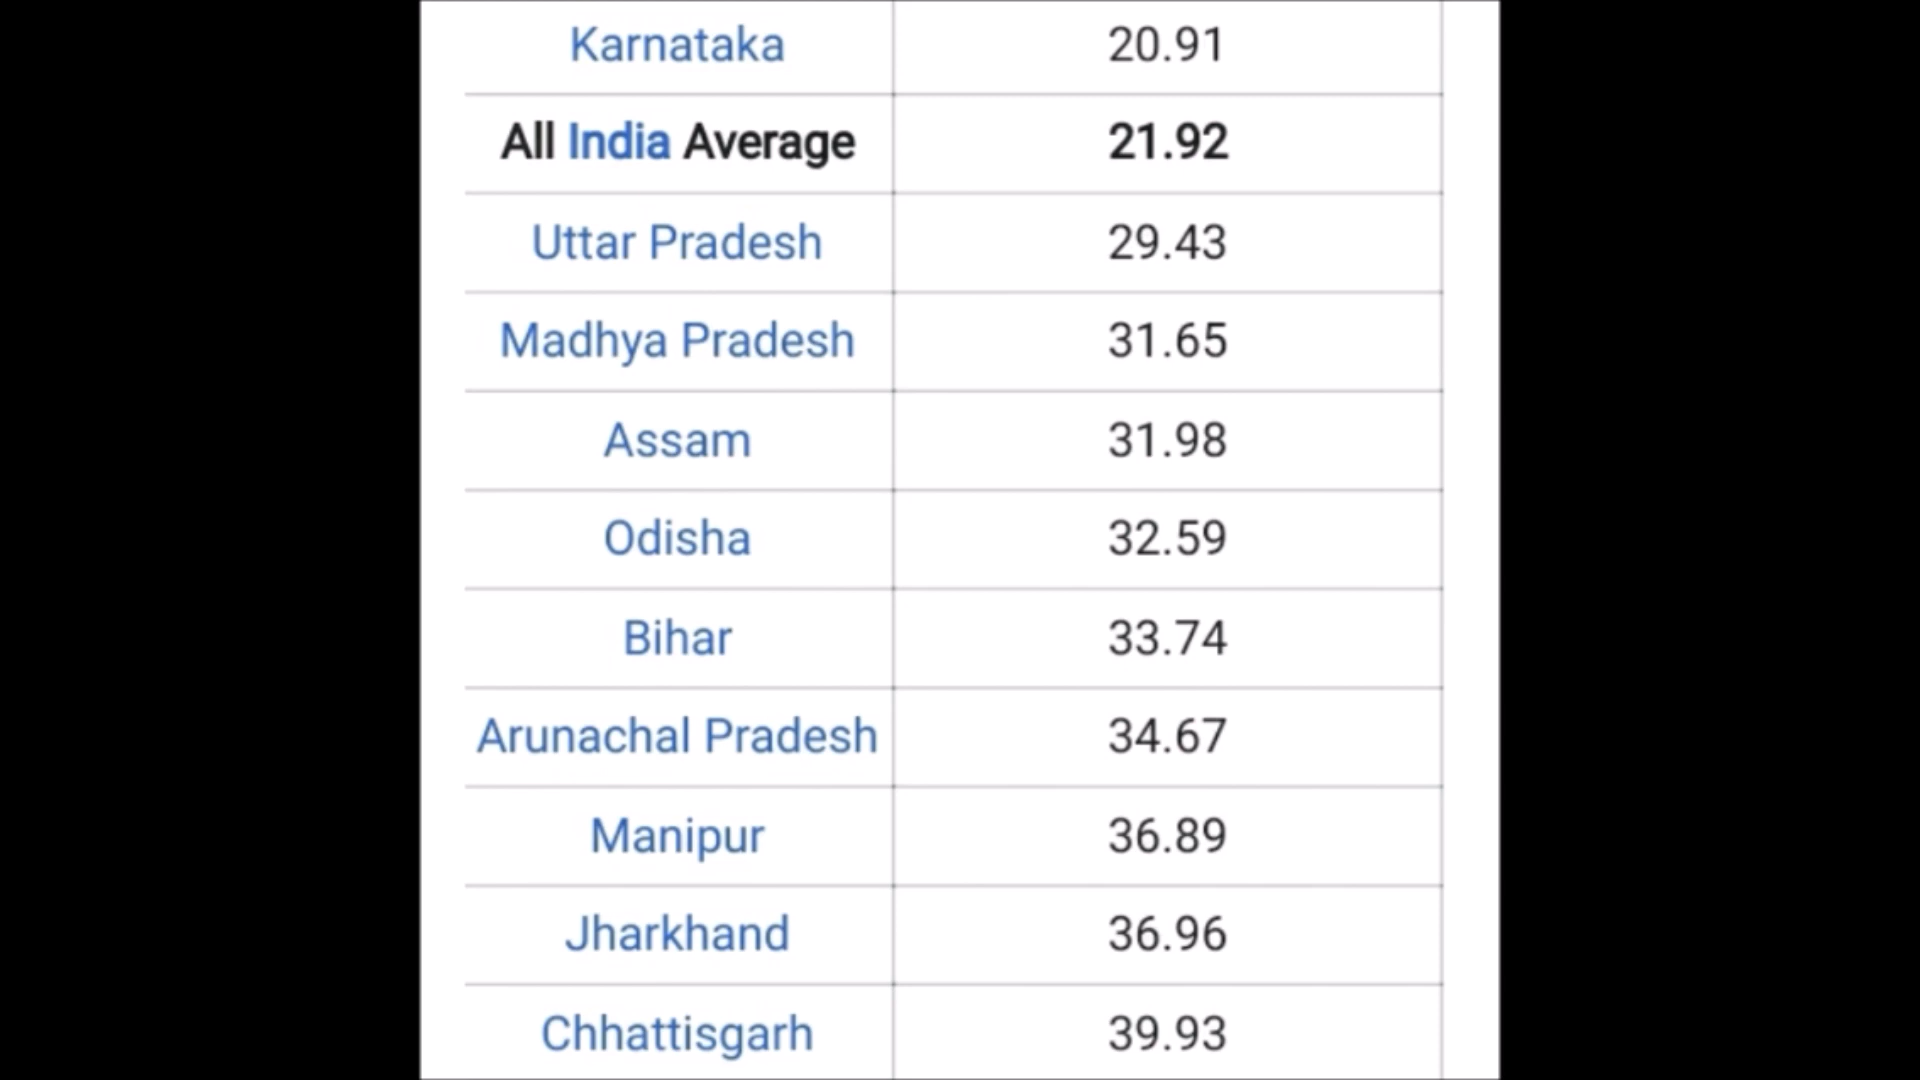 Karnataka 20.91
All India Average 21.92
Uttar Pradesh 29.43
Madhya Pradesh 31.65
Assam 31.98
Odisha 32.59
Bihar 33.74
Arunachal Pradesh 34.67
Manipur 36.89
Jharkhand 36.96
Chhattisgarh 39.93